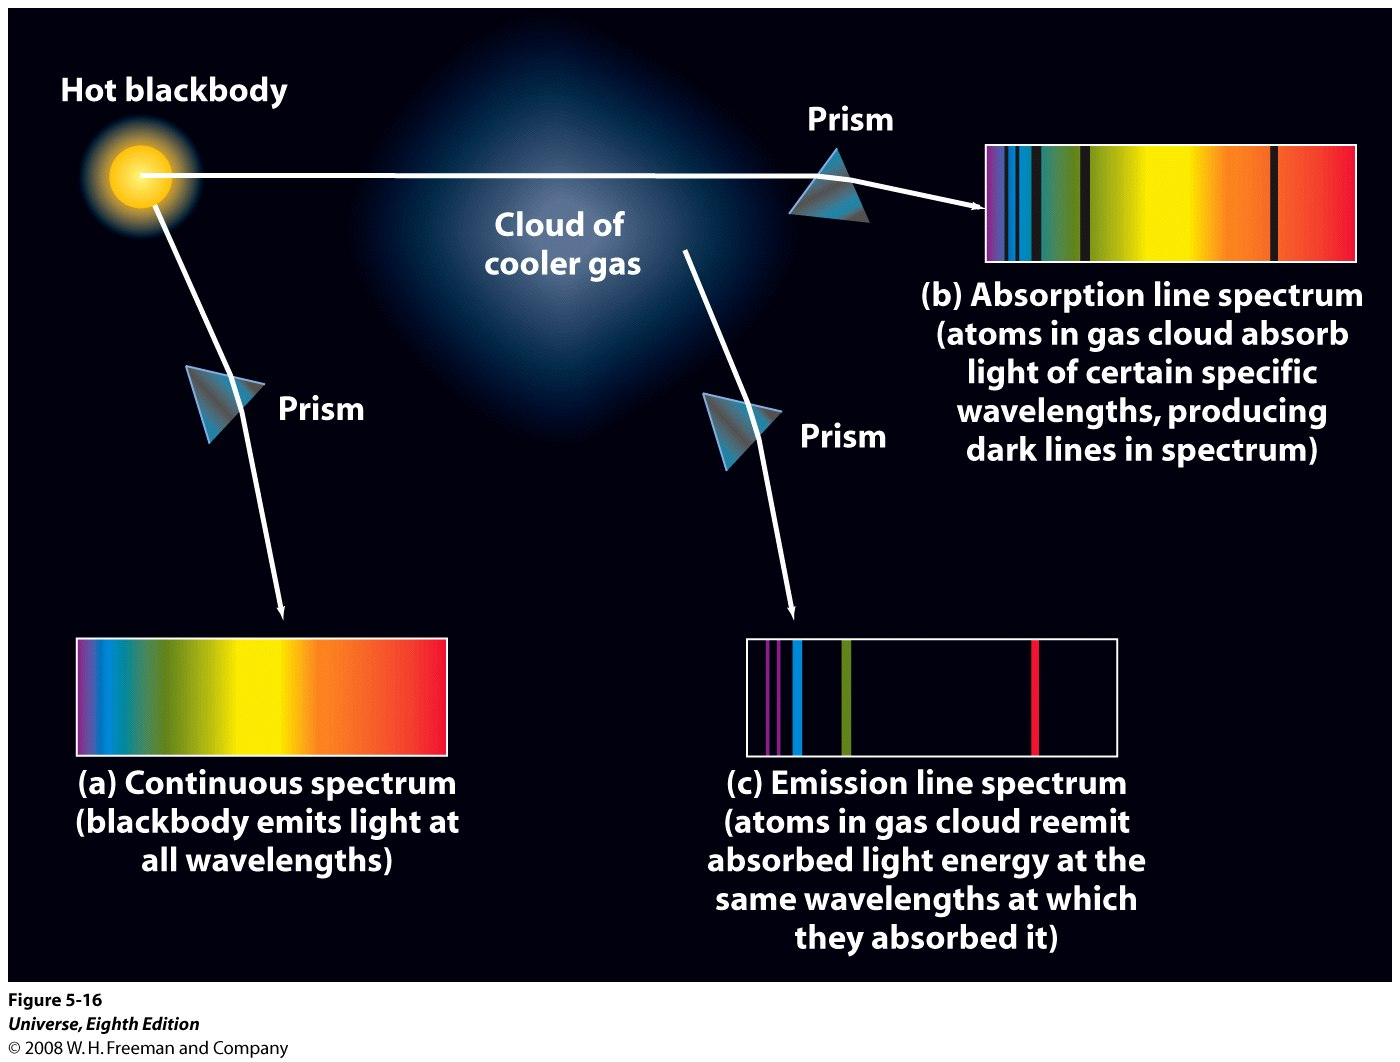 Hot blackbody
Prism
Cloud of
cooler gas
(b) Absorption line spectrum
(atoms in gas cloud absorb
light of certain specific
wavelengths, producing
dark lines in spectrum)
Prism
Prism
(a) Continuous spectrum
(blackbody emits light at
all wavelengths)
(c) Emission line spectrum
(atoms in gas cloud reemit
absorbed light energy at the
same wavelengths at which
they absorbed it)
Figure 5-16
Universe, Eighth Edition
© 2008 W. H. Freeman and Company